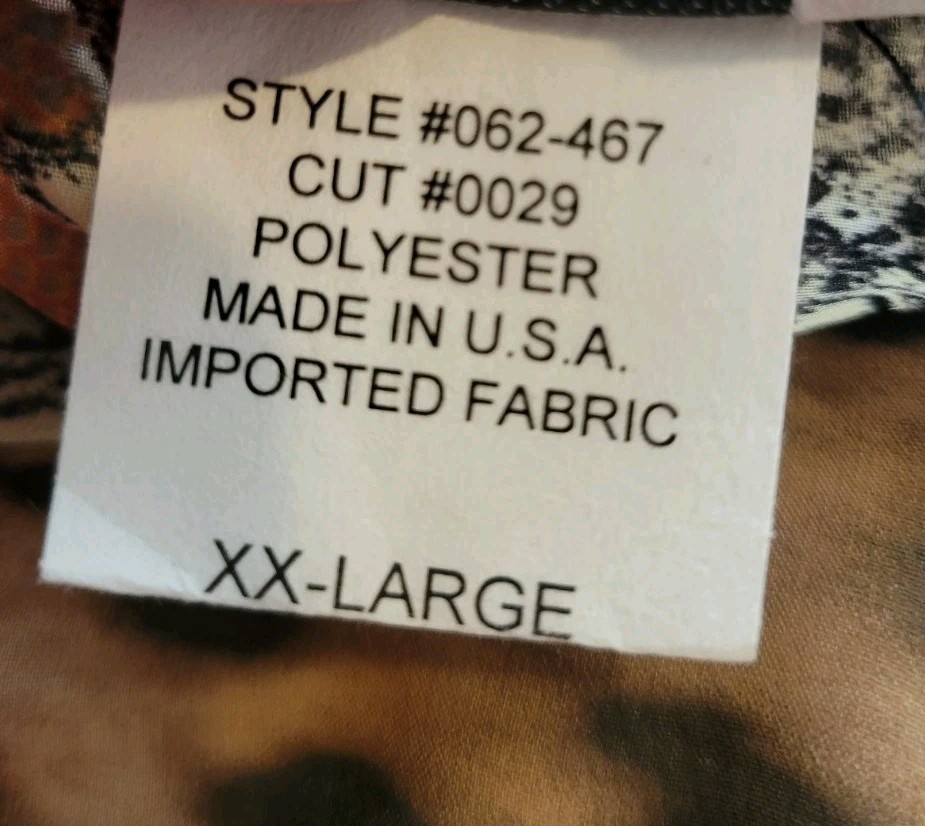 STYLE #062-467
CUT #0029
POLYESTER
MADE IN U.S.A.
IMPORTED FABRIC
XX-LARGE